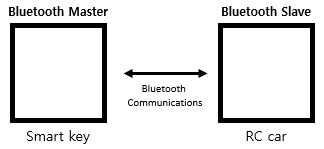 Bluetooth Master
Bluetooth Slave
Bluetooth
Communications
Smart key
RC car